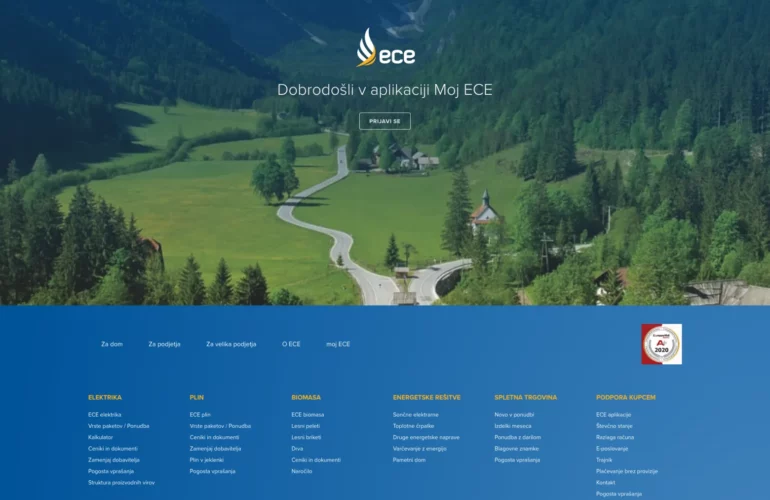 ece
Dobrodošli v aplikaciji Moj ECE
PRIJAVI SE
Za dom
Za podjetja
Za velika podjetja
O ECE
moj ECE
2020
ELEKTRIKA
ECE elektrika
Vrste paketov / Ponudba
Kalkulator
Ceniki in dokumenti
Zamenjaj dobavitelja
Pogosta vprašanja
Struktura proizvodnih virov
PLIN
ECE plin
Vrste paketov / Ponudba
Ceniki in dokumenti
Zamenjaj dobavitelja
Plin v jeklenki
Pogosta vprašanja
BIOMASA
ECE biomasa
Lesni peleti
Lesni briketi
Drva
Ceniki in dokumenti
Naročilo
ENERGETSKE REŠITVE
Sončne elektrarne
Toplotne črpalke
Druge energetske naprave
Varčevanje z energijo
Pametni dom
SPLETNA TRGOVINA
Novo v ponudbi
Izdelki meseca
Ponudba z darilom
Blagovne znamke
Pogosta vprašanja
PODPORA KUPCEM
ECE aplikacije
Števčno stanje
Razlaga računa
E-poslovanje
Trajnik
Plačevanje brez provizije
Kontakt
Pogosta vprašanja